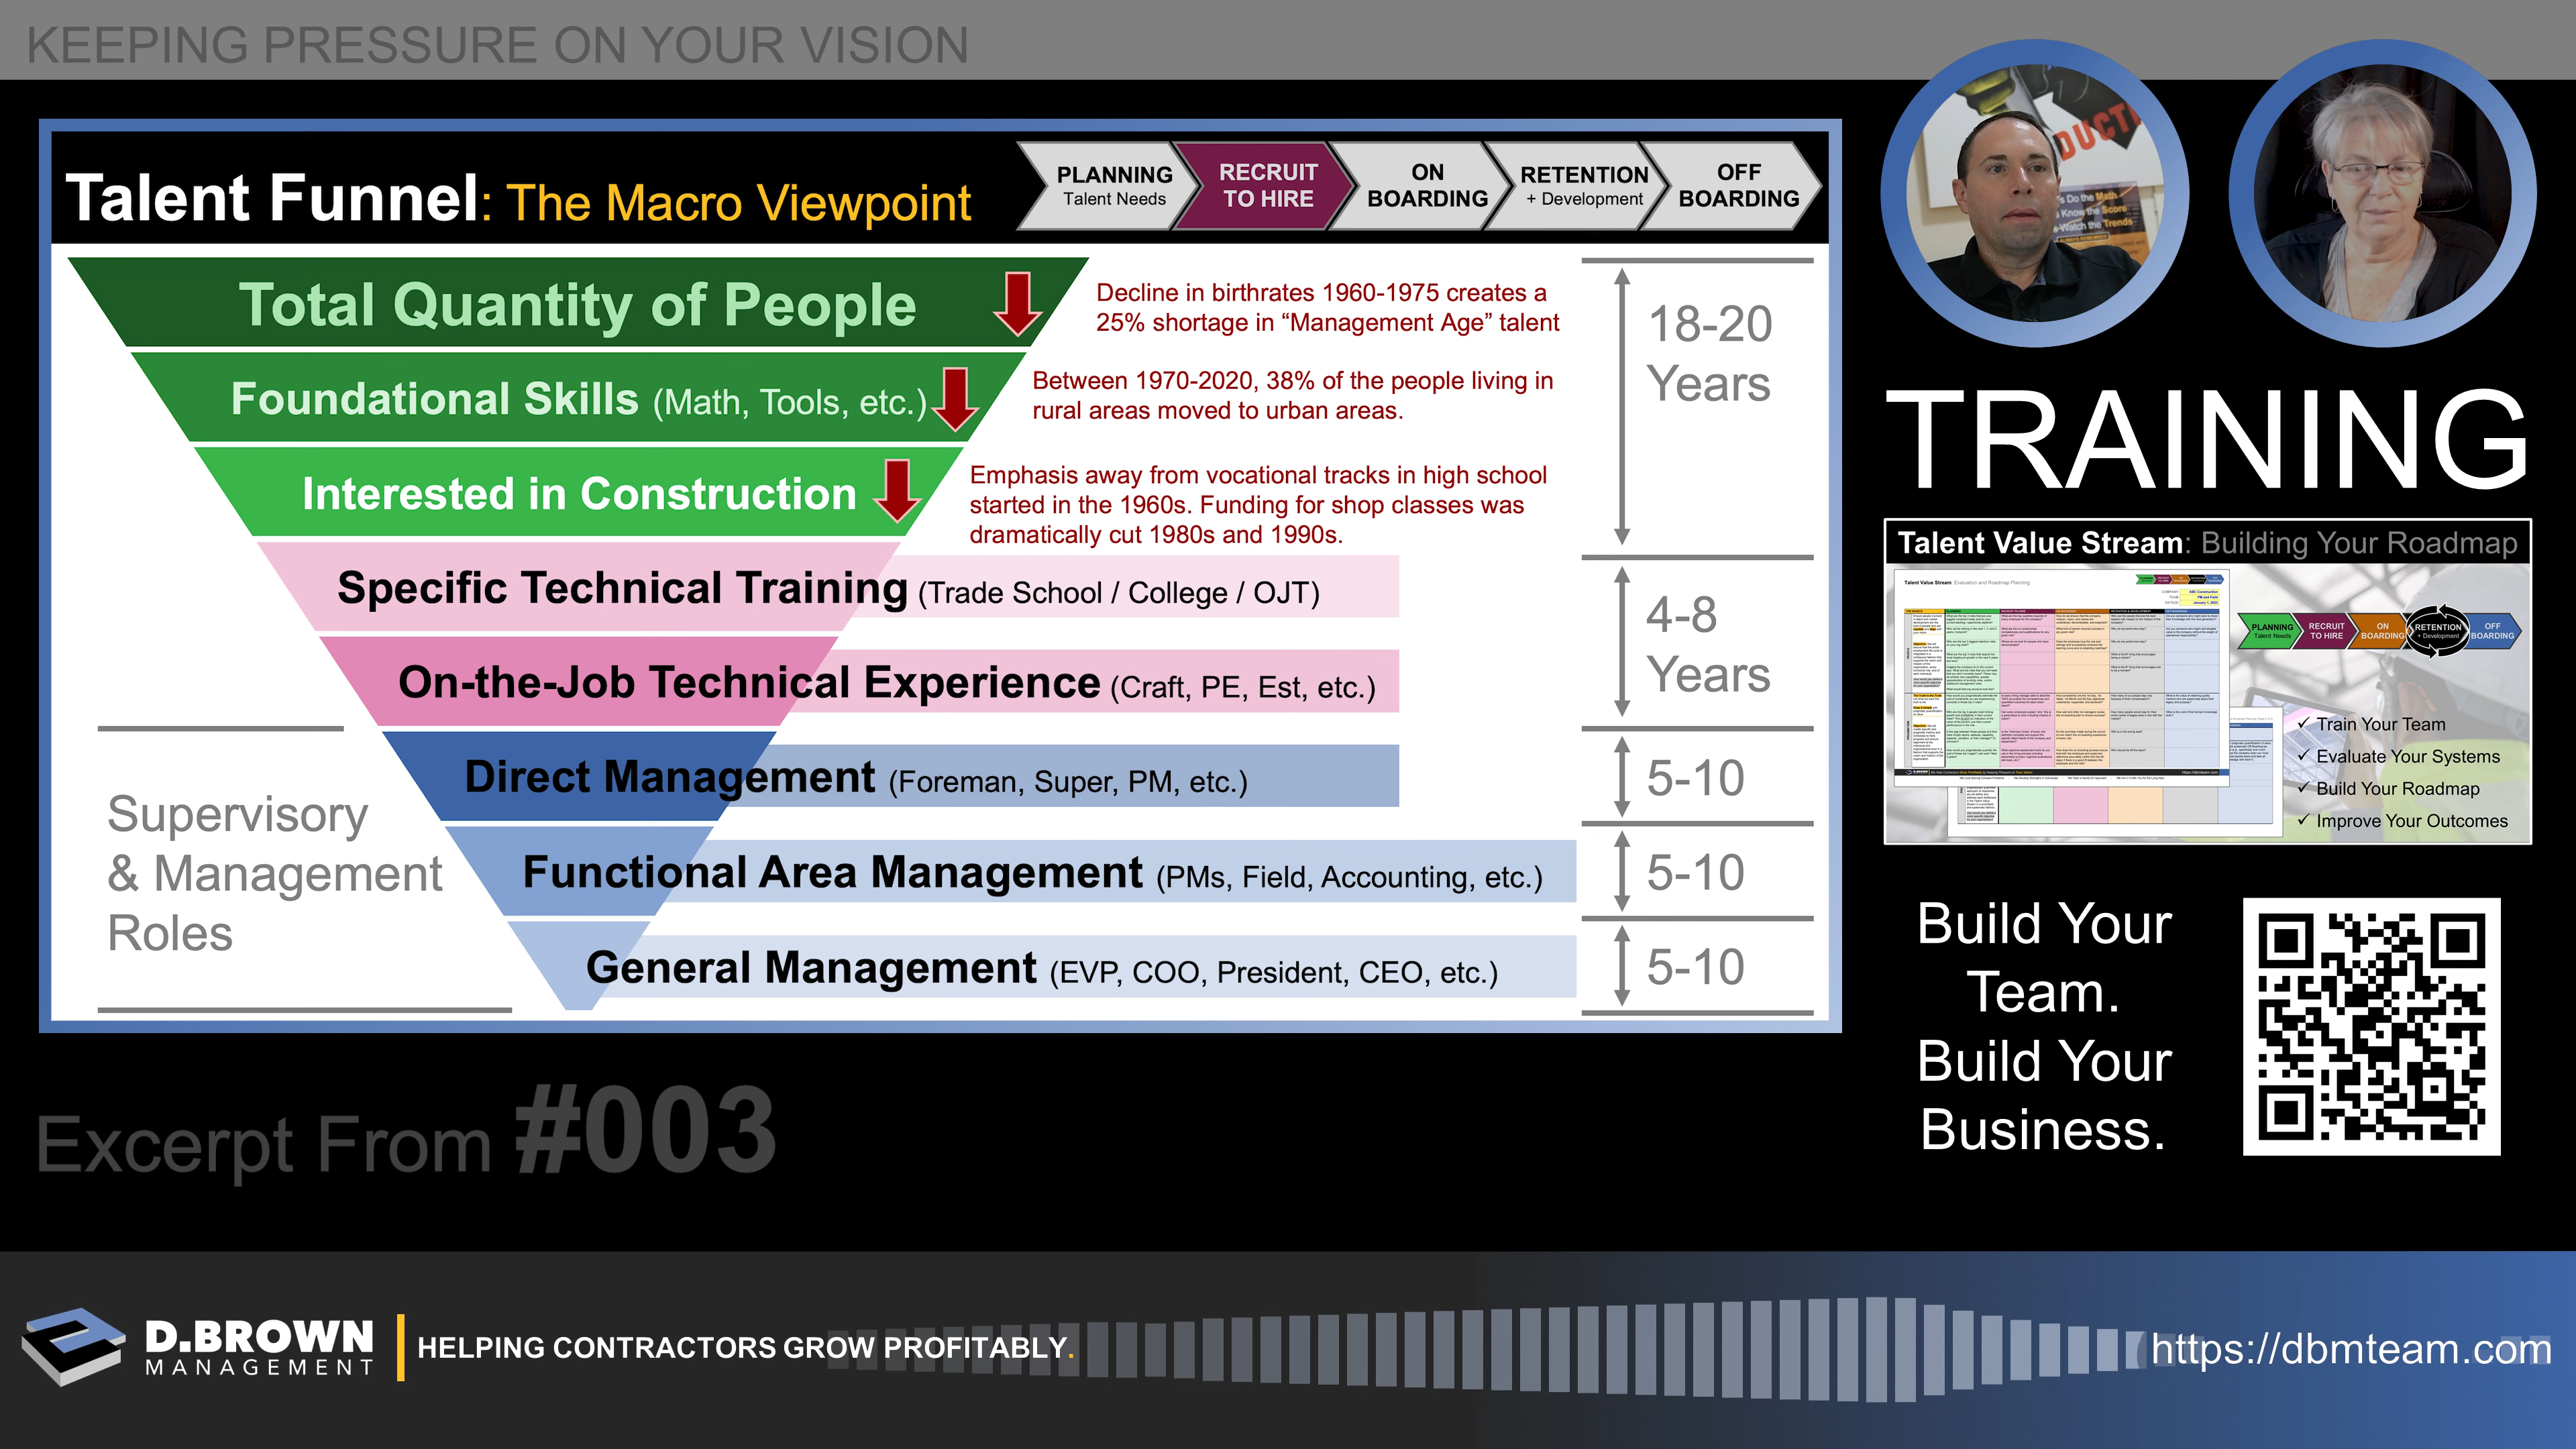 KEEPING PRESSURE ON YOUR VISION
Talent Funnel: The Macro Viewpoint
PLANNING
Talent Needs
RECRUIT
TO HIRE
ON
BOARDING
RETENTION
+ Development
OFF
BOARDING
Total Quantity of People
Decline in birthrates 1960-1975 creates a
25% shortage in “Management Age” talent
Foundational Skills (Math, Tools, etc.)
Between 1970-2020, 38% of the people living in
rural areas moved to urban areas.
Interested in Construction
Emphasis away from vocational tracks in high school
started in the 1960s. Funding for shop classes was
dramatically cut 1980s and 1990s.
18-20
Years
Specific Technical Training (Trade School / College / OJT)
On-the-Job Technical Experience (Craft, PE, Est, etc.)
4-8
Years
Supervisory
& Management
Roles
Direct Management (Foreman, Super, PM, etc.)
5-10
Functional Area Management (PMs, Field, Accounting, etc.)
5-10
General Management (EVP, COO, President, CEO, etc.)
5-10
DUCTI
s Do the Math
Know the Score
Watch the Trends
TRAINING
Talent Value Stream: Building Your Roadmap
Talent Value Stream: Evaluation and Roadmap Planning
PLANNING
Talent Needs
RECRUIT
TO HIRE
ON
BOARDING
RETENTION
+ Development
OFF
BOARDING
✓ Train Your Team
✓ Evaluate Your Systems
✓ Build Your Roadmap
✓ Improve Your Outcomes
Build Your
Team.
Build Your
Business.
Excerpt From #003
D.BROWN
MANAGEMENT
HELPING CONTRACTORS GROW PROFITABLY.
https://dbmteam.com